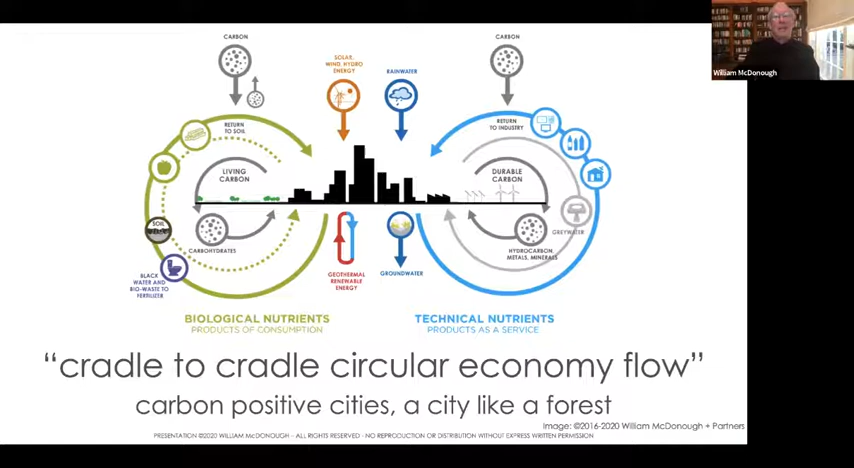 William McDonough
CARBON
SOLAR,
WIND, HYDRO
ENERGY
RAINWATER
CARBON
RETURN
TO SOIL
RETURN
TO INDUSTRY
LIVING
CARBON
DURABLE
CARBON
SOIL
GREYWATER
CARBOHYDRATES
HYDROCARBON,
METALS, MINERALS
BLACK
WATER AND
BIO-WASTE TO
FERTILIZER
GEOTHERMAL
RENEWABLE
ENERGY
GROUNDWATER
BIOLOGICAL NUTRIENTS
PRODUCTS OF CONSUMPTION
TECHNICAL NUTRIENTS
PRODUCTS AS A SERVICE
“cradle to cradle circular economy flow”
carbon positive cities, a city like a forest
Image: ©2016-2020 William McDonough + Partners
PRESENTATION ©2020 WILLIAM MCDONOUGH - ALL RIGHTS RESERVED - NO REPRODUCTION OR DISTRIBUTION WITHOUT EXPRESS WRITTEN PERMISSION